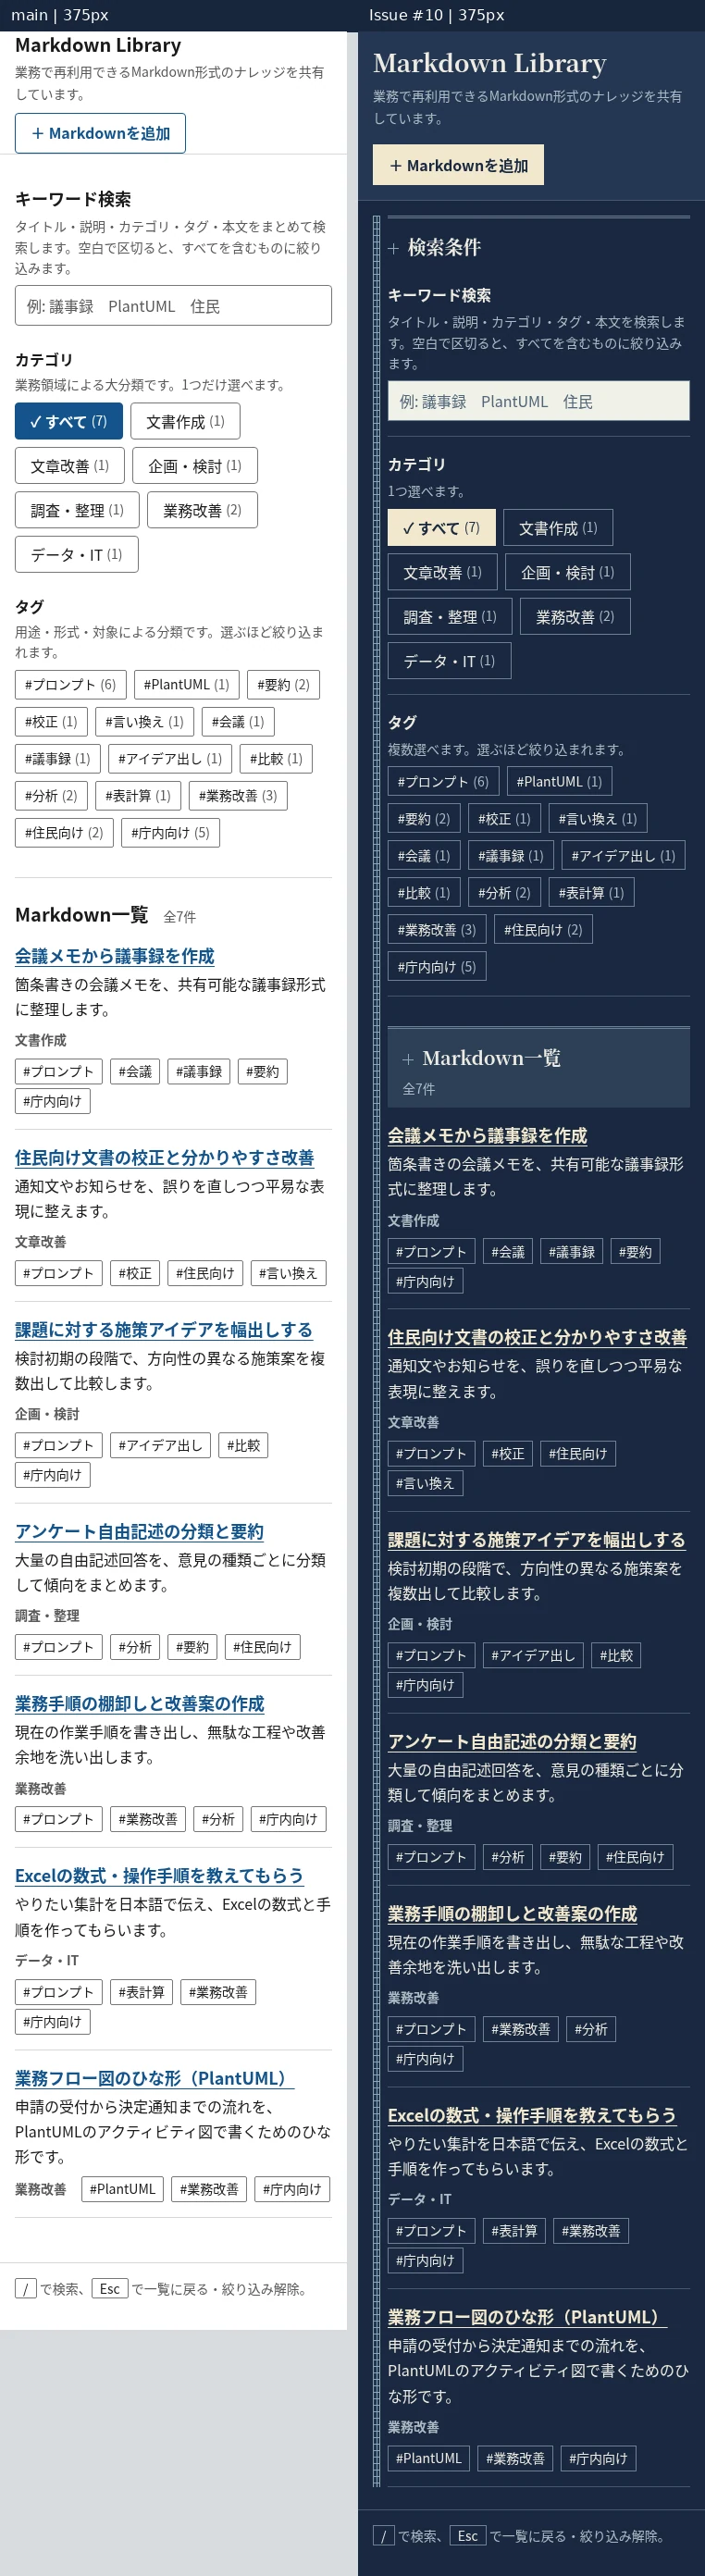 main | 375px
Markdown Library
業務で再利用できるMarkdown形式のナレッジを共有
しています。
＋ Markdownを追加
キーワード検索
タイトル・説明・カテゴリ・タグ・本文をまとめて検
索します。空白で区切ると、すべてを含むものに絞り
込みます。
例: 議事録　PlantUML　住民
カテゴリ
業務領域による大分類です。1つだけ選べます。
✓ すべて (7) 文書作成 (1)
文章改善 (1) 企画・検討 (1)
調査・整理 (1) 業務改善 (2)
データ・IT (1)
タグ
用途・形式・対象による分類です。選ぶほど絞り込ま
れます。
#プロンプト (6) #PlantUML (1) #要約 (2)
#校正 (1) #言い換え (1) #会議 (1)
#議事録 (1) #アイデア出し (1) #比較 (1)
#分析 (2) #表計算 (1) #業務改善 (3)
#住民向け (2) #庁内向け (5)
Markdown一覧 全7件
会議メモから議事録を作成
箇条書きの会議メモを、共有可能な議事録形式
に整理します。
文書作成
#プロンプト #会議 #議事録 #要約
#庁内向け
住民向け文書の校正と分かりやすさ改善
通知文やお知らせを、誤りを直しつつ平易な表
現に整えます。
文章改善
#プロンプト #校正 #住民向け #言い換え
課題に対する施策アイデアを幅出しする
検討初期の段階で、方向性の異なる施策案を複
数出して比較します。
企画・検討
#プロンプト #アイデア出し #比較
#庁内向け
アンケート自由記述の分類と要約
大量の自由記述回答を、意見の種類ごとに分類
して傾向をまとめます。
調査・整理
#プロンプト #分析 #要約 #住民向け
業務手順の棚卸しと改善案の作成
現在の作業手順を書き出し、無駄な工程や改善
余地を洗い出します。
業務改善
#プロンプト #業務改善 #分析 #庁内向け
Excelの数式・操作手順を教えてもらう
やりたい集計を日本語で伝え、Excelの数式と手
順を作ってもらいます。
データ・IT
#プロンプト #表計算 #業務改善
#庁内向け
業務フロー図のひな形（PlantUML）
申請の受付から決定通知までの流れを、
PlantUMLのアクティビティ図で書くためのひな
形です。
業務改善 #PlantUML #業務改善 #庁内向け
/ で検索、 Esc で一覧に戻る・絞り込み解除。
Issue #10 | 375px
Markdown Library
業務で再利用できるMarkdown形式のナレッジを共有
しています。
＋ Markdownを追加
＋ 検索条件
キーワード検索
タイトル・説明・カテゴリ・タグ・本文を検索しま
す。空白で区切ると、すべてを含むものに絞り込み
ます。
例: 議事録　PlantUML　住民
カテゴリ
1つ選べます。
✓ すべて (7) 文書作成 (1)
文章改善 (1) 企画・検討 (1)
調査・整理 (1) 業務改善 (2)
データ・IT (1)
タグ
複数選べます。選ぶほど絞り込まれます。
#プロンプト (6) #PlantUML (1)
#要約 (2) #校正 (1) #言い換え (1)
#会議 (1) #議事録 (1) #アイデア出し (1)
#比較 (1) #分析 (2) #表計算 (1)
#業務改善 (3) #住民向け (2)
#庁内向け (5)
＋ Markdown一覧
全7件
会議メモから議事録を作成
箇条書きの会議メモを、共有可能な議事録形
式に整理します。
文書作成
#プロンプト #会議 #議事録 #要約
#庁内向け
住民向け文書の校正と分かりやすさ改善
通知文やお知らせを、誤りを直しつつ平易な
表現に整えます。
文章改善
#プロンプト #校正 #住民向け
#言い換え
課題に対する施策アイデアを幅出しする
検討初期の段階で、方向性の異なる施策案を
複数出して比較します。
企画・検討
#プロンプト #アイデア出し #比較
#庁内向け
アンケート自由記述の分類と要約
大量の自由記述回答を、意見の種類ごとに分
類して傾向をまとめます。
調査・整理
#プロンプト #分析 #要約 #住民向け
業務手順の棚卸しと改善案の作成
現在の作業手順を書き出し、無駄な工程や改
善余地を洗い出します。
業務改善
#プロンプト #業務改善 #分析
#庁内向け
Excelの数式・操作手順を教えてもらう
やりたい集計を日本語で伝え、Excelの数式と
手順を作ってもらいます。
データ・IT
#プロンプト #表計算 #業務改善
#庁内向け
業務フロー図のひな形（PlantUML）
申請の受付から決定通知までの流れを、
PlantUMLのアクティビティ図で書くためのひ
な形です。
業務改善
#PlantUML #業務改善 #庁内向け
/ で検索、 Esc で一覧に戻る・絞り込み解除。